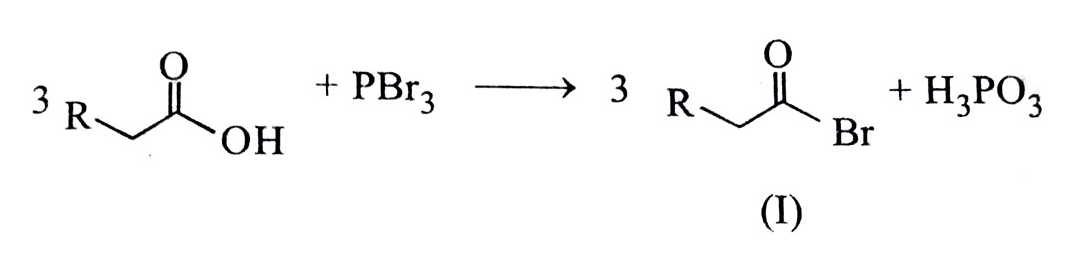 3 R O OH + PBr₃ ⟶ 3 R O Br + H₃PO₃
(I)